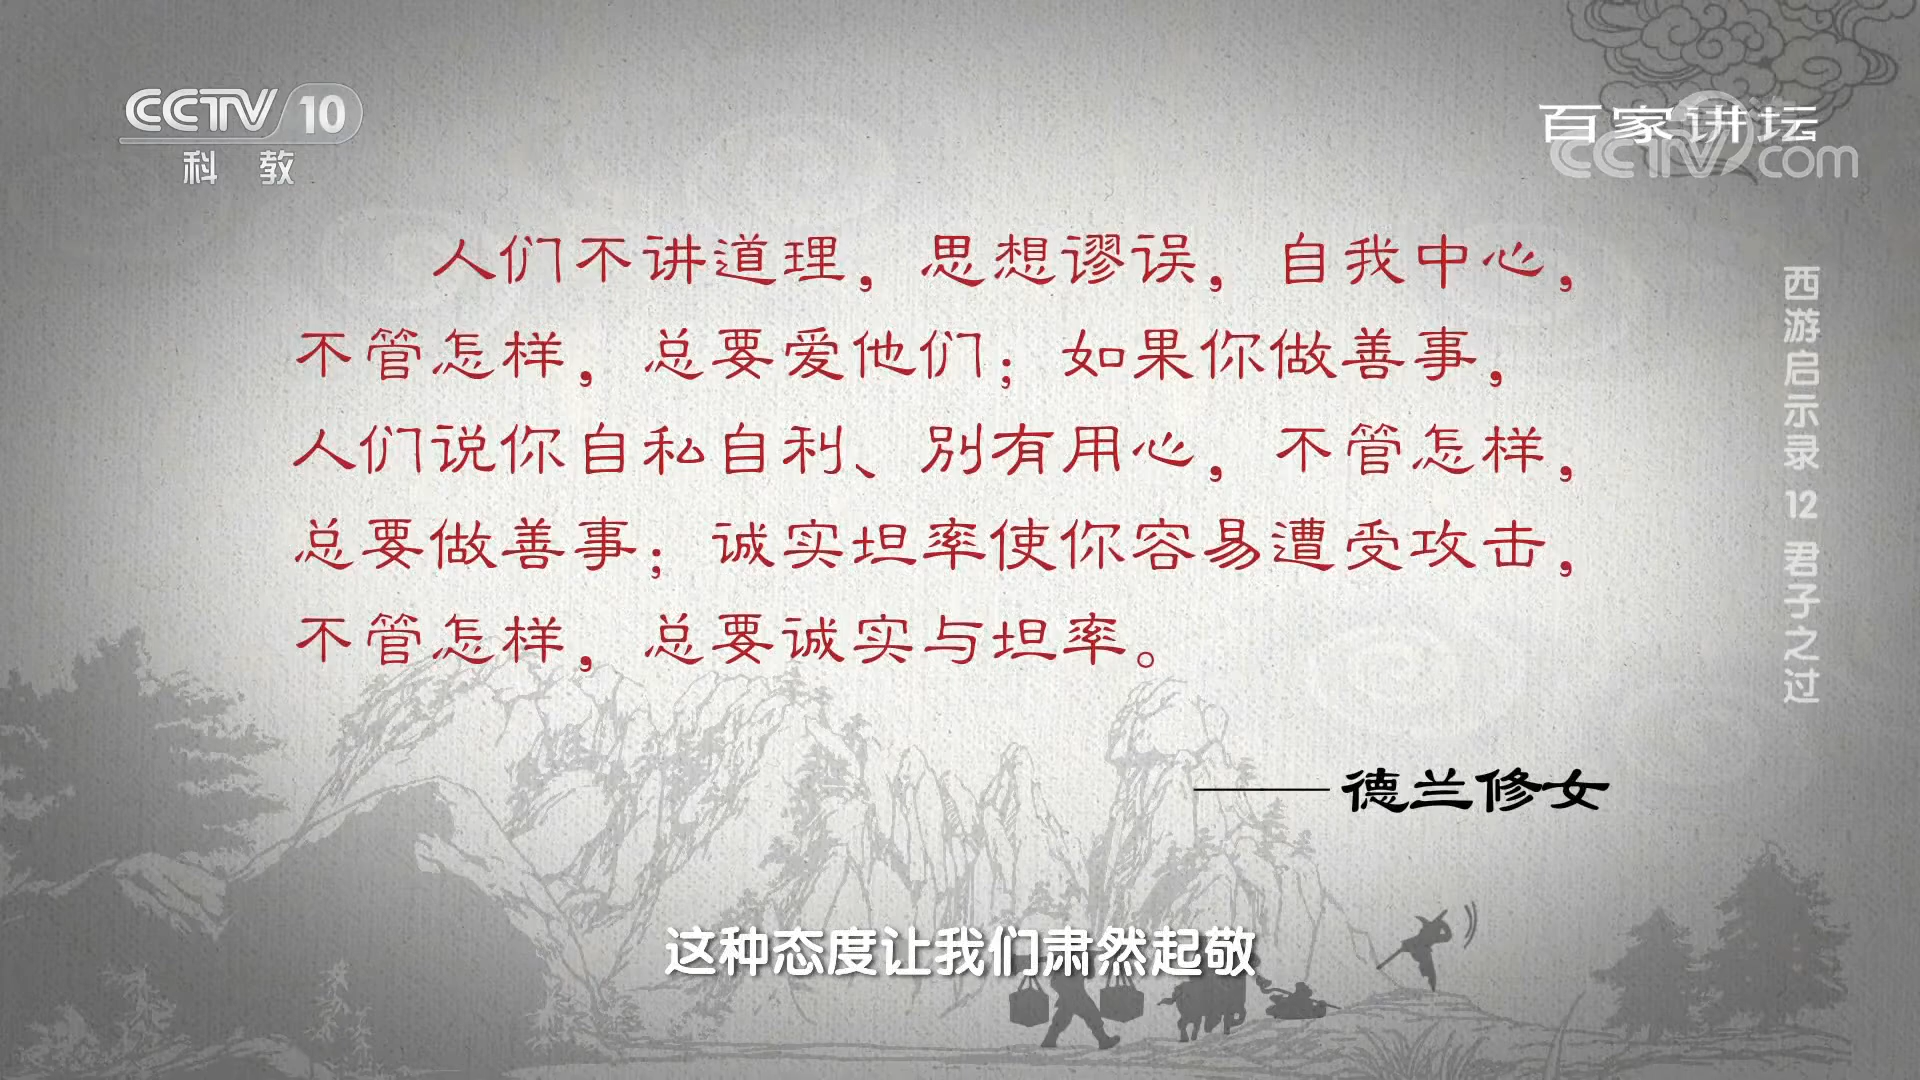 CCTV 10
科 教
百家讲坛
CCTV.com
人们不讲道理，思想谬误，自我中心，
不管怎样，总要爱他们；如果你做善事，
人们说你自私自利、别有用心，不管怎样，
总要做善事；诚实坦率使你容易遭受攻击，
不管怎样，总要诚实与坦率。
——德兰修女
西游启示录 12 君子之过
这种态度让我们肃然起敬